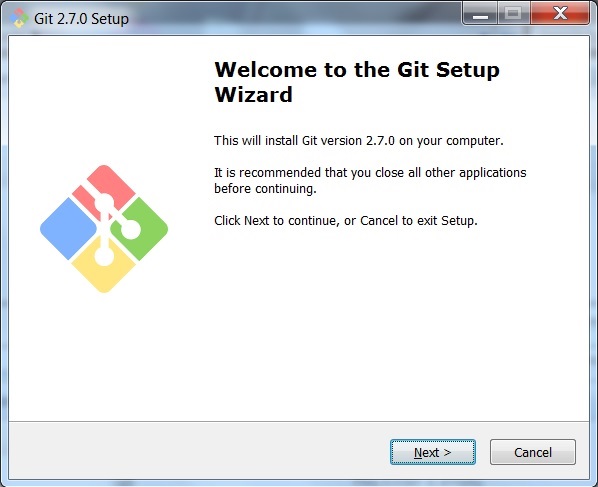 Git 2.7.0 Setup
Welcome to the Git Setup
Wizard
This will install Git version 2.7.0 on your computer.
It is recommended that you close all other applications
before continuing.
Click Next to continue, or Cancel to exit Setup.
Next >
Cancel